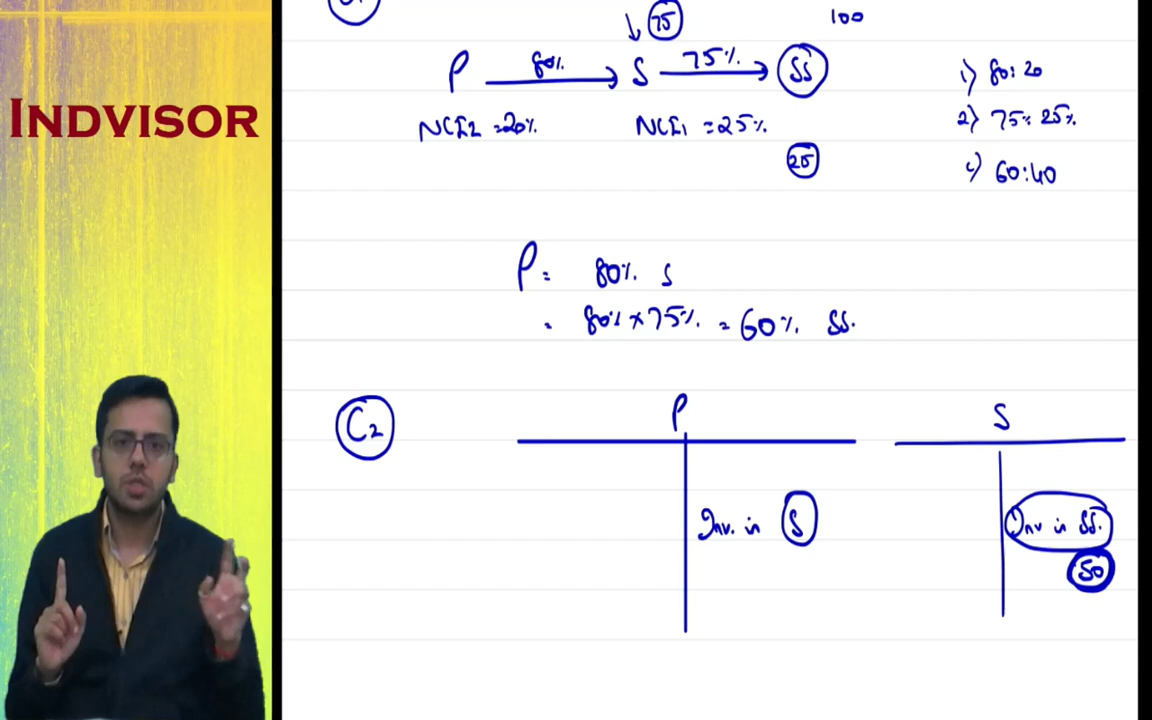 INDVISOR
75
100
P 80% S 75% SS
1) 80:20
NCI2 = 20% NCI1 = 25%
2) 75% 25%
25
c) 60:40
P = 80% S
= 80% x 75% = 60% SS.
C2
P S
Inv. in S
Inv in SS.
50